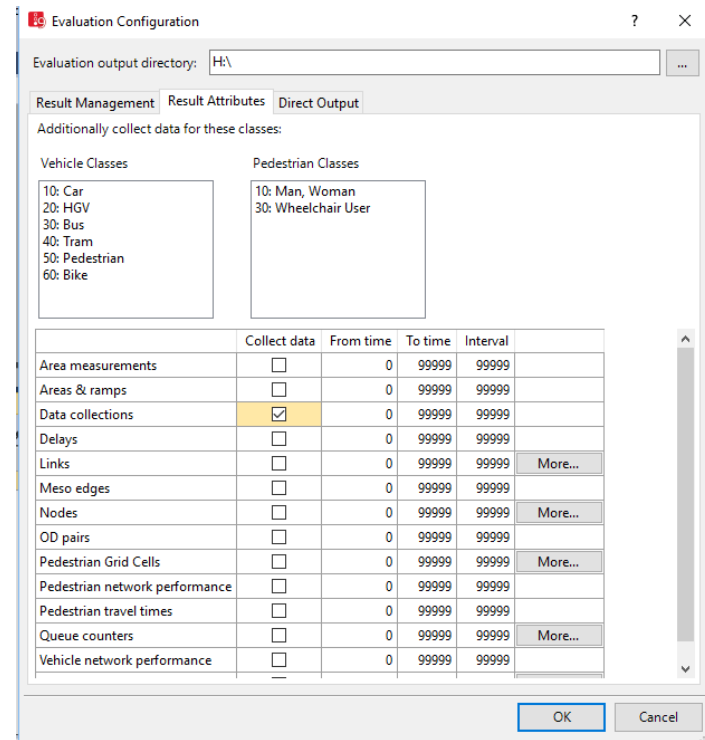 Evaluation Configuration ? ×
Evaluation output directory: H:\ ...
Result Management Result Attributes Direct Output
Additionally collect data for these classes:
Vehicle Classes Pedestrian Classes
10: Car 10: Man, Woman
20: HGV 30: Wheelchair User
30: Bus
40: Tram
50: Pedestrian
60: Bike
Collect data From time To time Interval
Area measurements 0 99999 99999
Areas & ramps 0 99999 99999
Data collections 0 99999 99999
Delays 0 99999 99999
Links 0 99999 99999 More...
Meso edges 0 99999 99999
Nodes 0 99999 99999 More...
OD pairs 0 99999 99999
Pedestrian Grid Cells 0 99999 99999 More...
Pedestrian network performance 0 99999 99999
Pedestrian travel times 0 99999 99999
Queue counters 0 99999 99999 More...
Vehicle network performance 0 99999 99999
OK Cancel